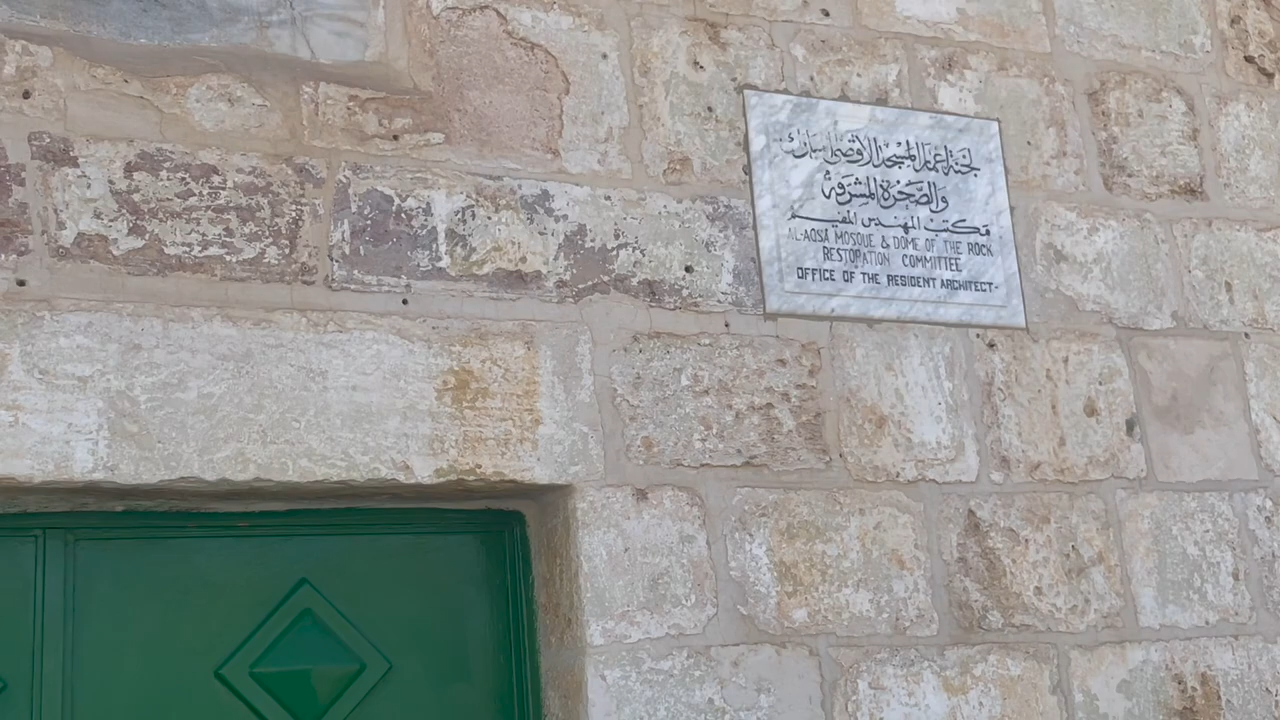 لجنة إعمار المسجد الأقصى المبارك
والصخرة المشرفة
مكتب المهندس المقيم
AL-AQSA MOSQUE & DOME OF THE ROCK
RESTORATION COMMITTEE
OFFICE OF THE RESIDENT ARCHITECT-